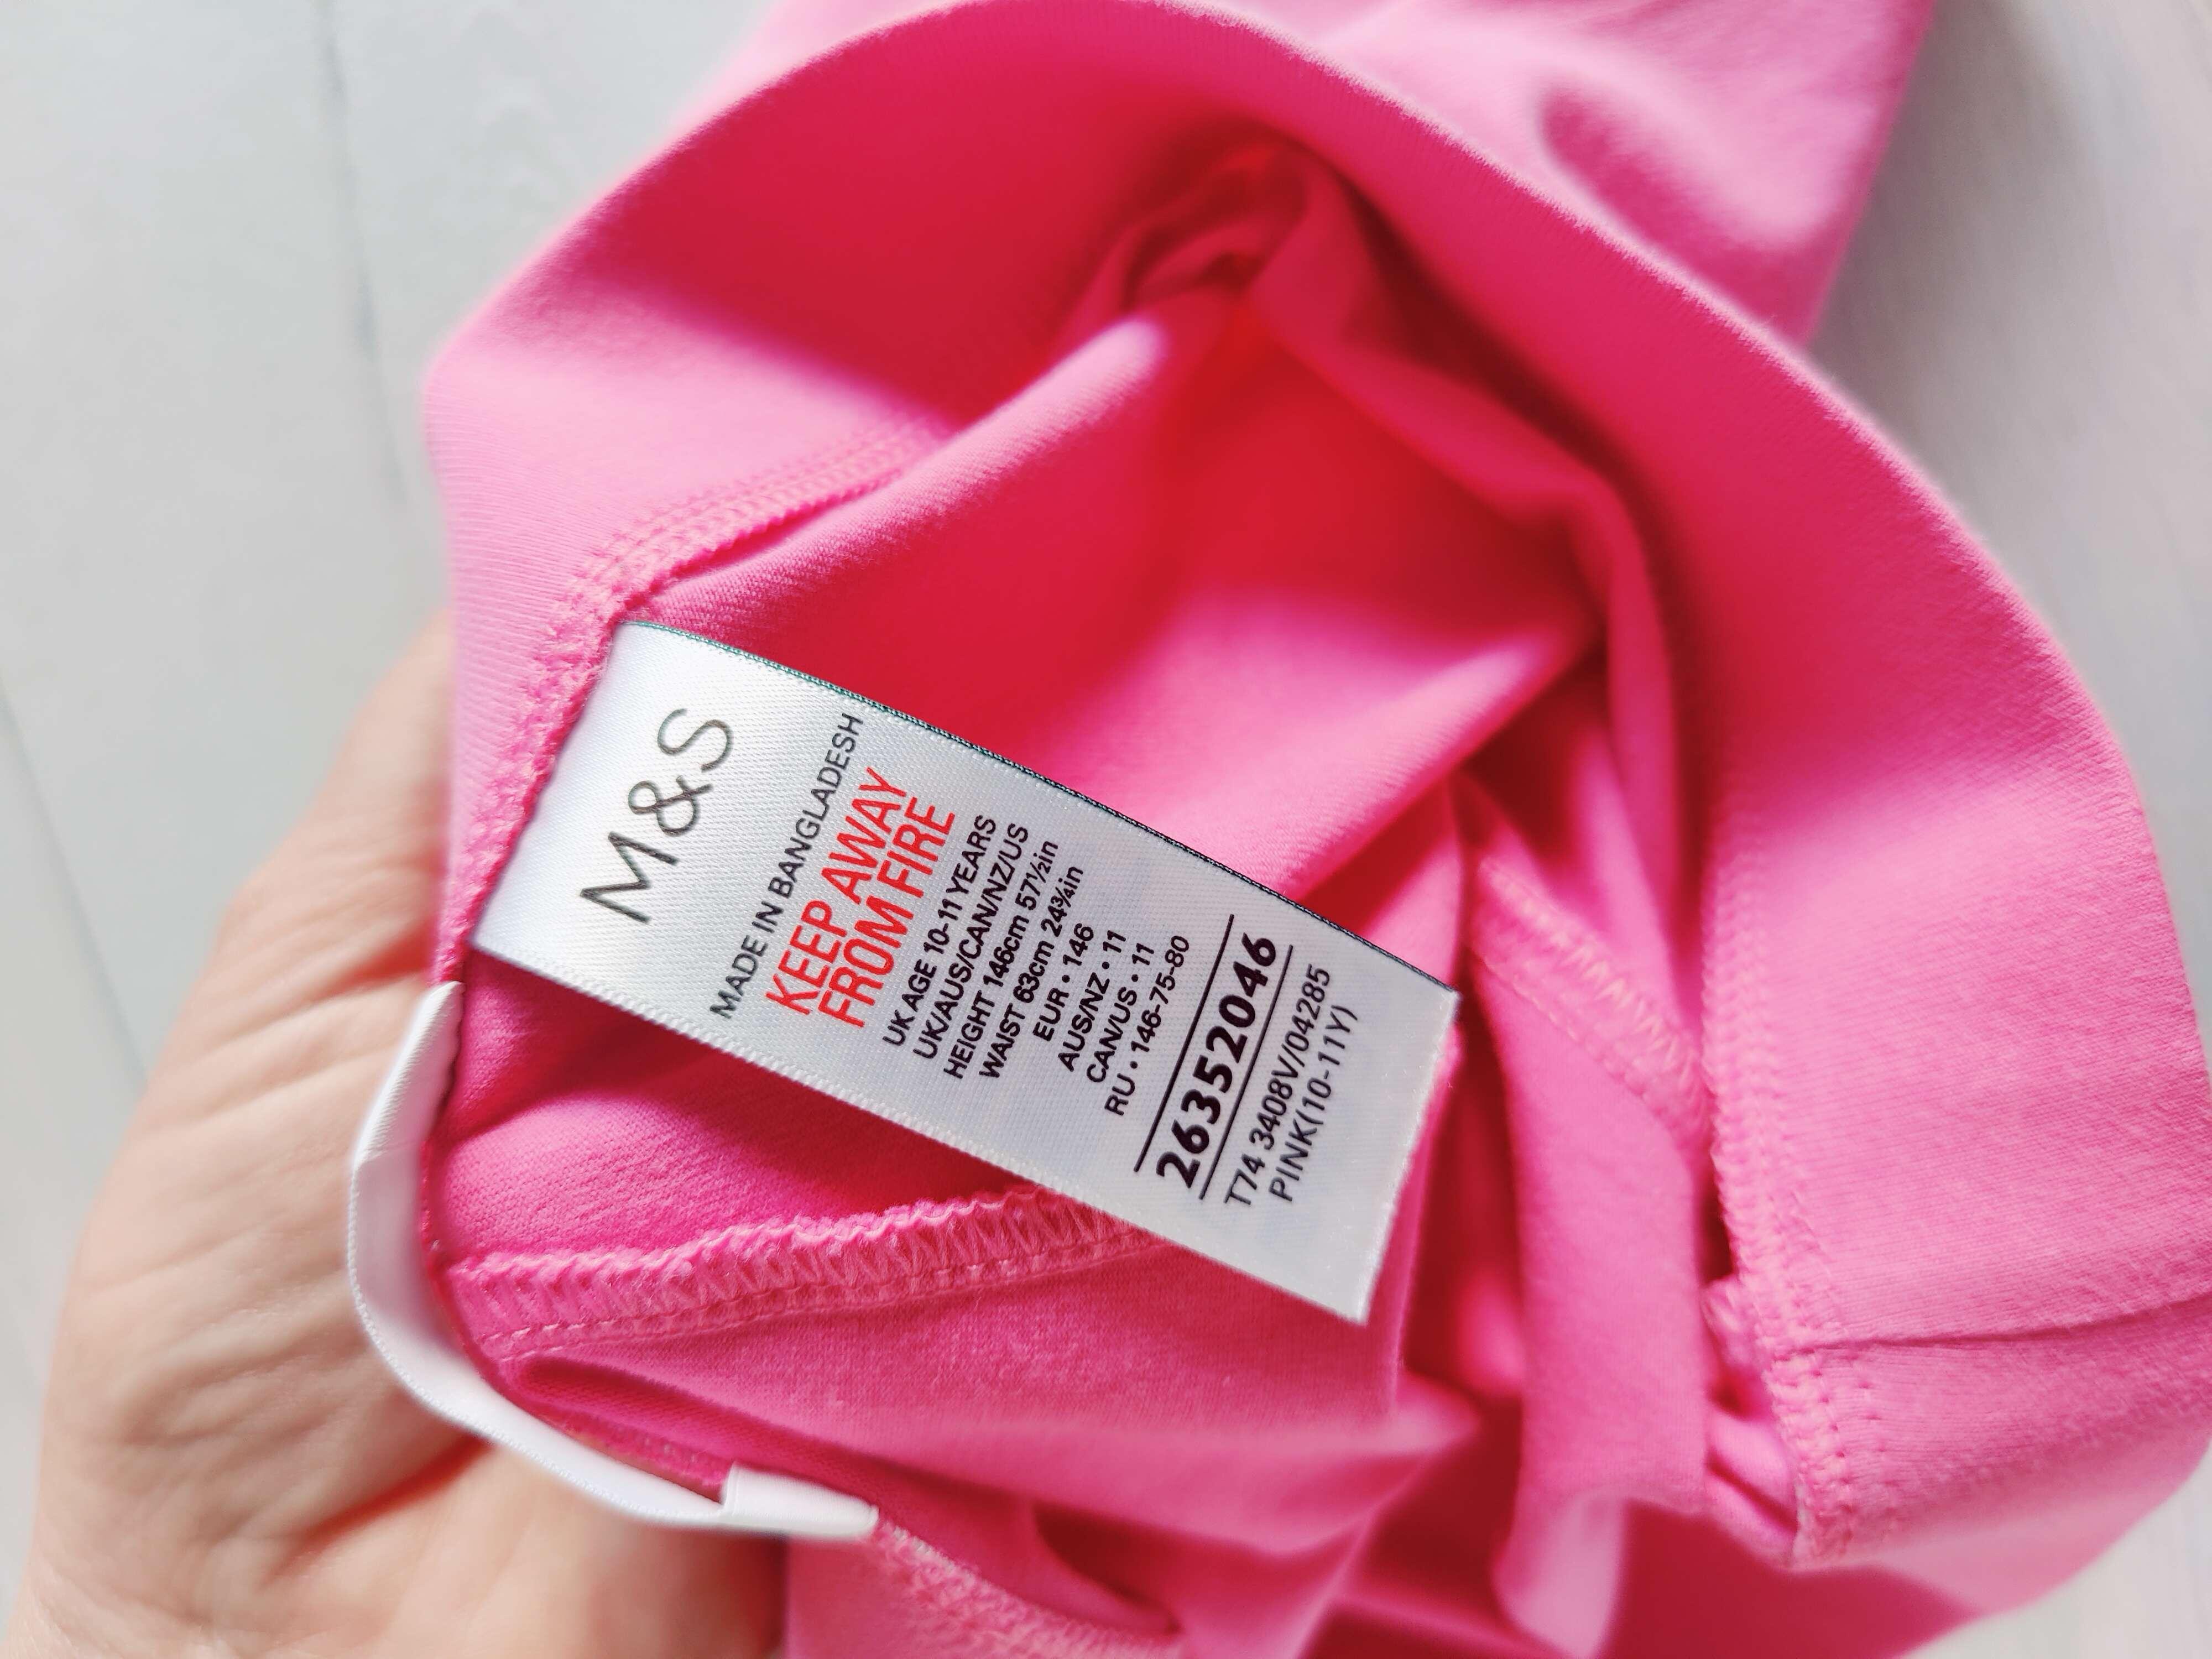 M&S
MADE IN BANGLADESH
KEEP AWAY
FROM FIRE
UK AGE 10-11 YEARS
UK/AUS/CAN/NZ/US
HEIGHT 146cm 57½in
WAIST 63cm 24¾in
EUR • 146
AUS/NZ • 11
CAN/US • 11
RU • 146-75-80
26352046
T74 3408V/04285
PINK(10-11Y)